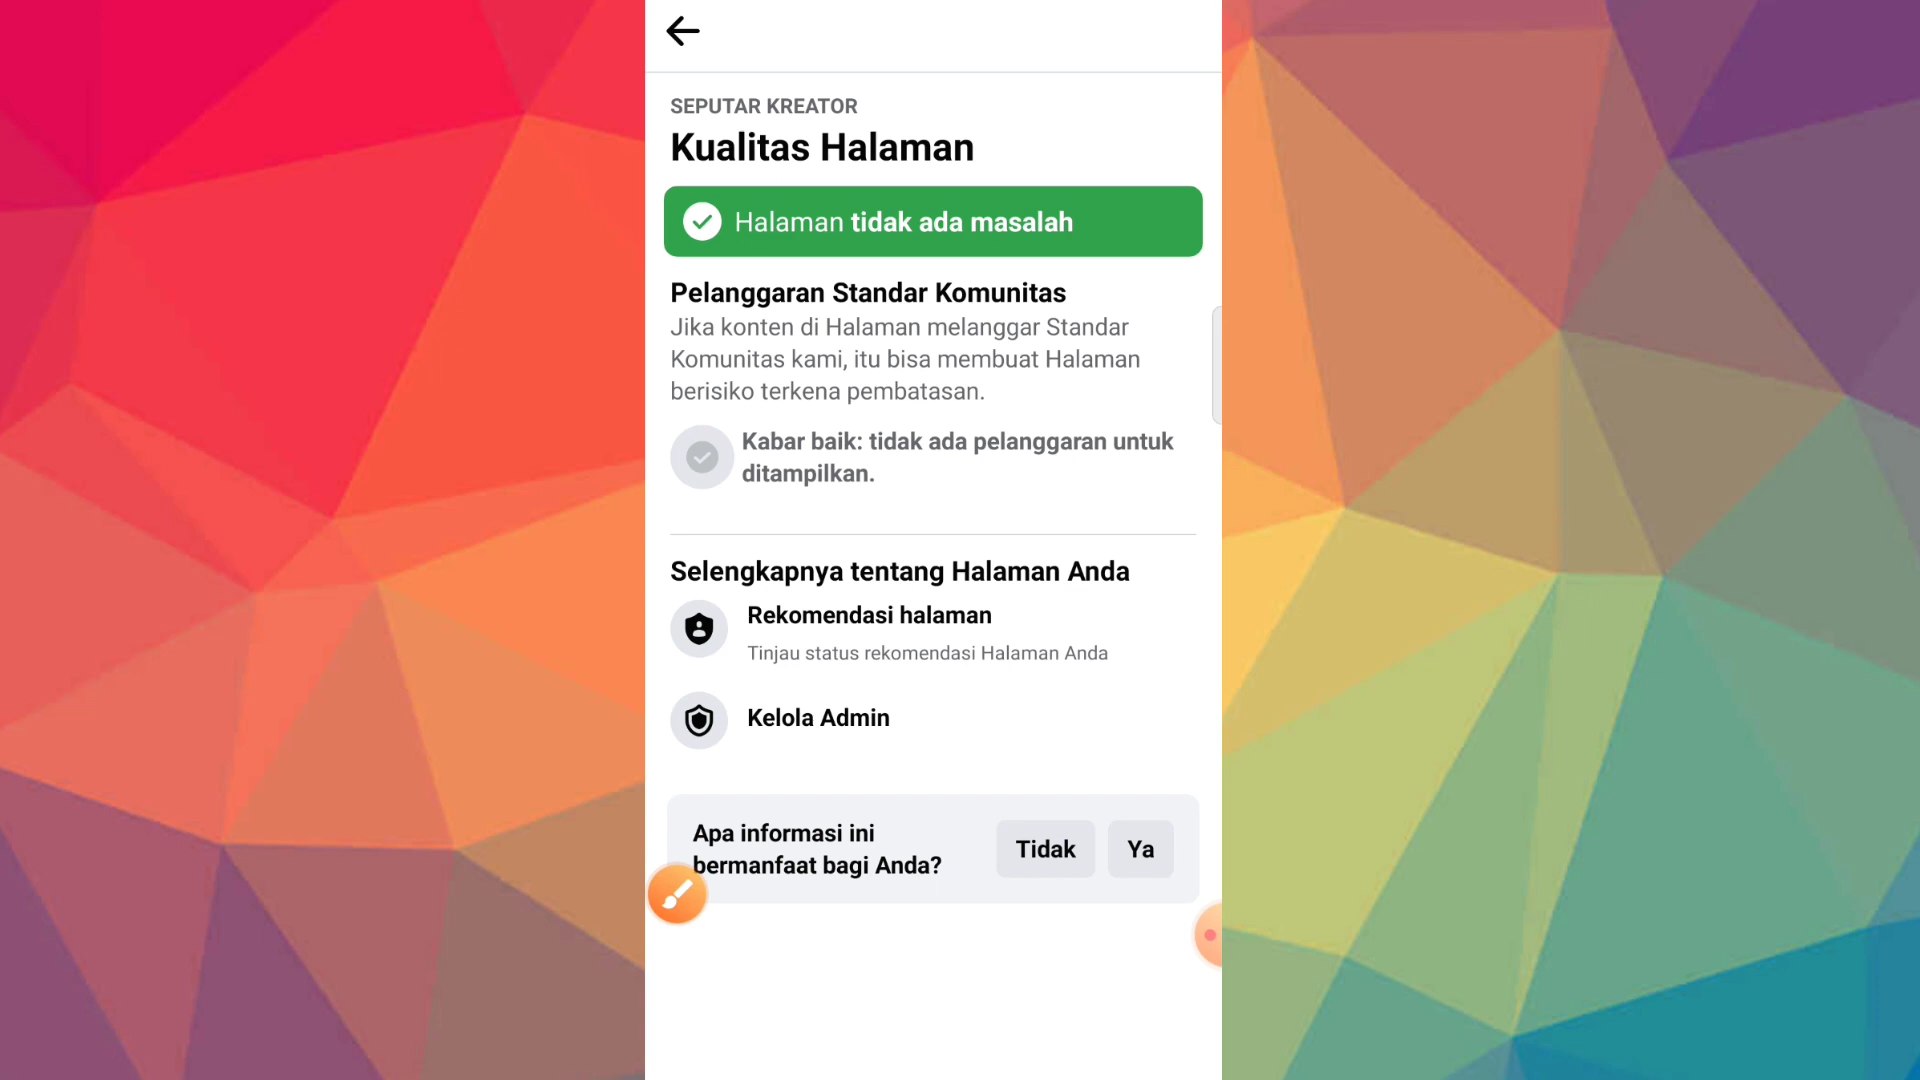 SEPUTAR KREATOR
Kualitas Halaman
Halaman tidak ada masalah
Pelanggaran Standar Komunitas
Jika konten di Halaman melanggar Standar
Komunitas kami, itu bisa membuat Halaman
berisiko terkena pembatasan.
Kabar baik: tidak ada pelanggaran untuk
ditampilkan.
Selengkapnya tentang Halaman Anda
Rekomendasi halaman
Tinjau status rekomendasi Halaman Anda
Kelola Admin
Apa informasi ini
bermanfaat bagi Anda?
Tidak
Ya